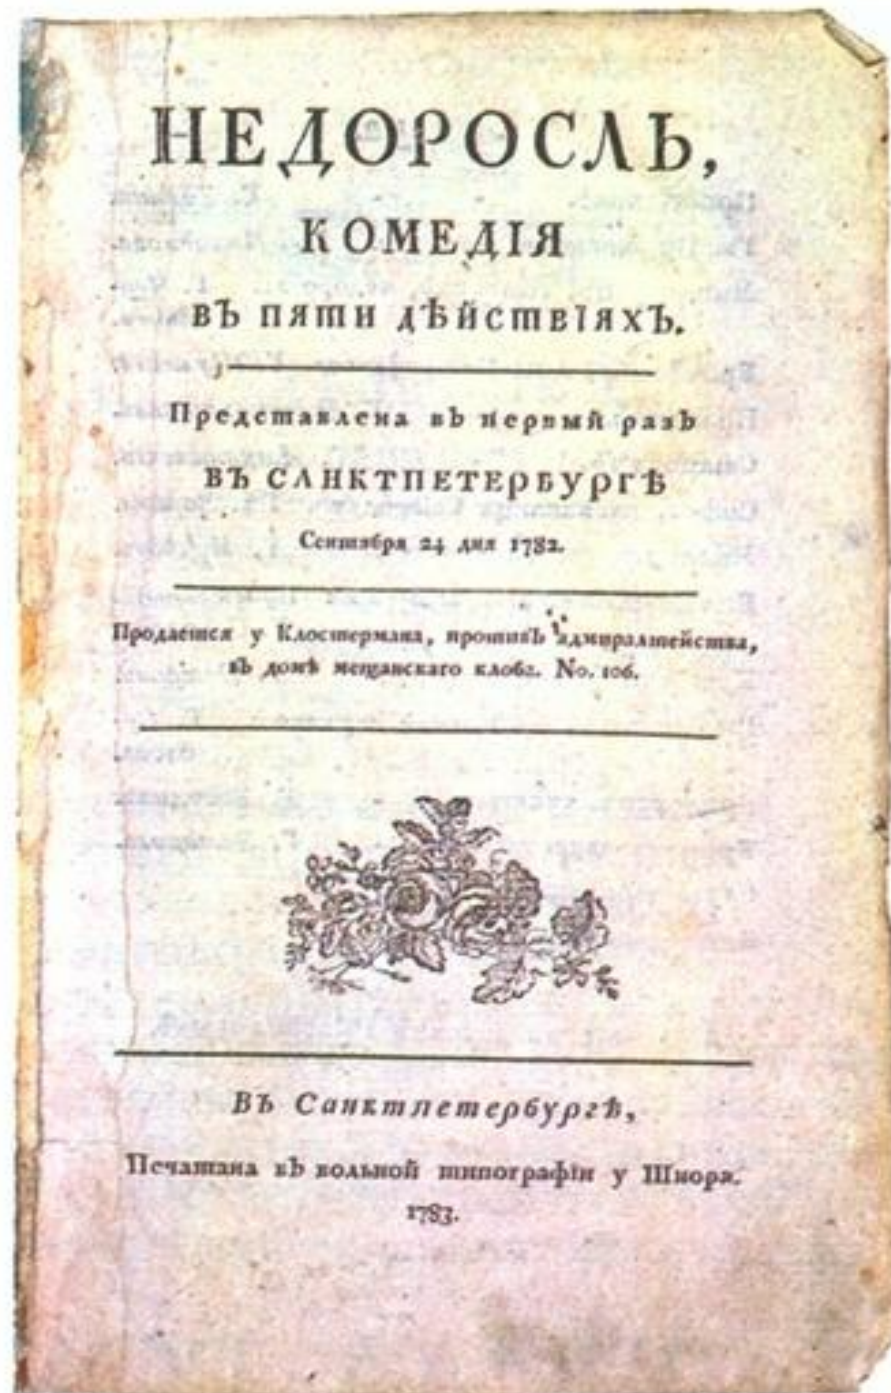 НЕДОРОСЛЬ,
КОМЕДІЯ
ВЪ ПЯТИ ДѢЙСТВІЯХЪ.
Представлена въ первый разъ
ВЪ САНКТПЕТЕРБУРГѢ
Сентября 24 дня 1782.
Продается у Клостермана, противъ адмиралтейства,
въ домѣ мещанскаго клоба. No. 106.
Въ Санктпетербургѣ,
Печатана въ вольной типографіи у Шнора.
1783.